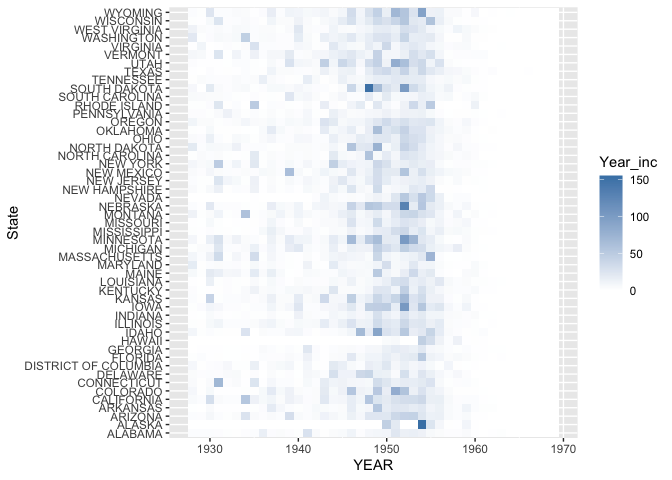 WYOMING
WISCONSIN
WEST VIRGINIA
WASHINGTON
VIRGINIA
VERMONT
UTAH
TEXAS
TENNESSEE
SOUTH DAKOTA
SOUTH CAROLINA
RHODE ISLAND
PENNSYLVANIA
OREGON
OKLAHOMA
OHIO
NORTH DAKOTA
NORTH CAROLINA
NEW YORK
NEW MEXICO
NEW JERSEY
NEW HAMPSHIRE
NEVADA
NEBRASKA
MONTANA
MISSOURI
MISSISSIPPI
MINNESOTA
MICHIGAN
MASSACHUSETTS
MARYLAND
MAINE
LOUISIANA
KENTUCKY
KANSAS
IOWA
INDIANA
ILLINOIS
IDAHO
HAWAII
GEORGIA
FLORIDA
DISTRICT OF COLUMBIA
DELAWARE
CONNECTICUT
COLORADO
CALIFORNIA
ARKANSAS
ARIZONA
ALASKA
ALABAMA
State
1930 1940 1950 1960 1970
YEAR
Year_inc
150
100
50
0